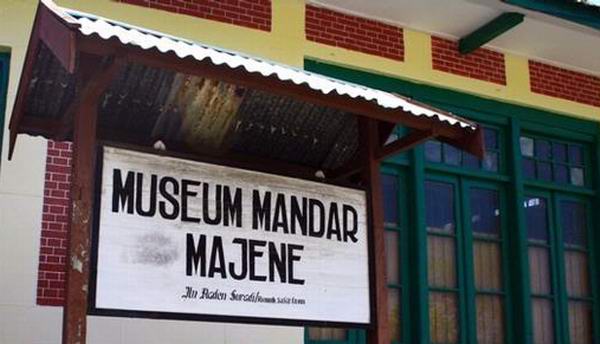 MUSEUM MANDAR
MAJENE
Jln Raden Suradi/